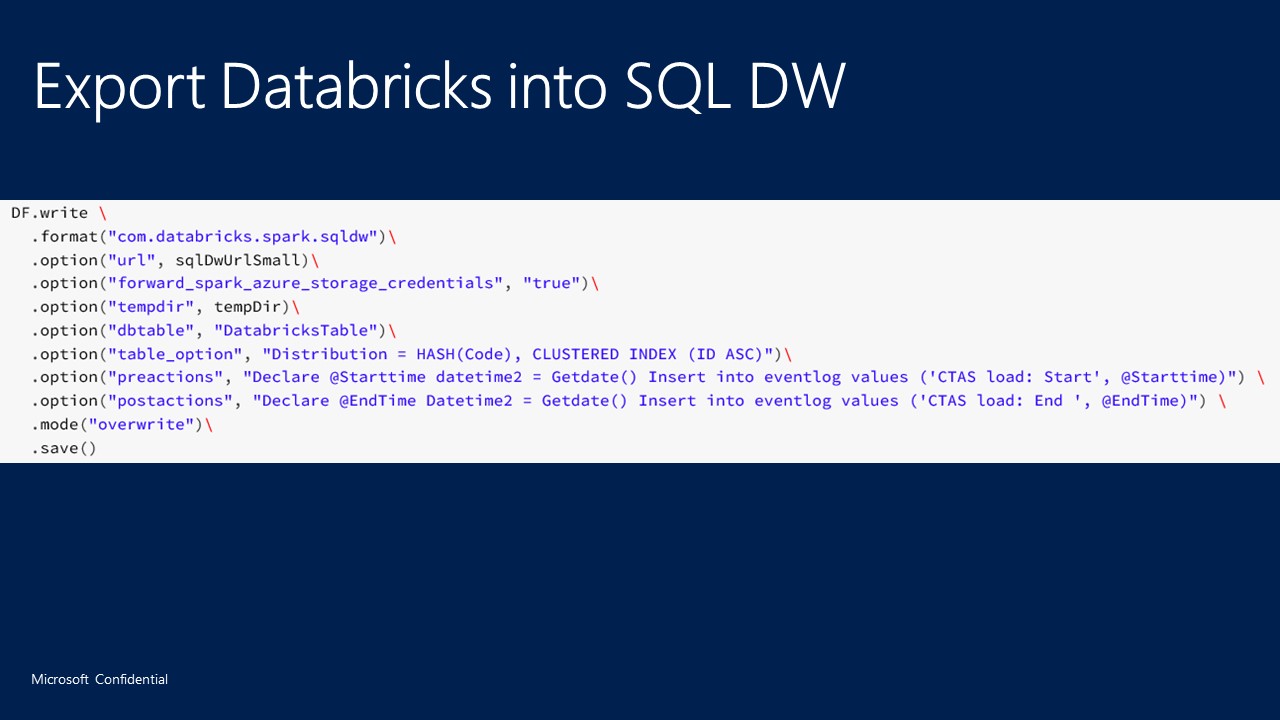 Export Databricks into SQL DW
DF.write \
.format("com.databricks.spark.sqldw")\
.option("url", sqlDwUrlSmall)\
.option("forward_spark_azure_storage_credentials", "true")\
.option("tempdir", tempDir)\
.option("dbtable", "DatabricksTable")\
.option("table_option", "Distribution = HASH(Code), CLUSTERED INDEX (ID ASC)")\
.option("preactions", "Declare @Starttime datetime2 = Getdate() Insert into eventlog values ('CTAS load: Start', @Starttime)") \
.option("postactions", "Declare @EndTime Datetime2 = Getdate() Insert into eventlog values ('CTAS load: End ', @EndTime)") \
.mode("overwrite")\
.save()
Microsoft Confidential